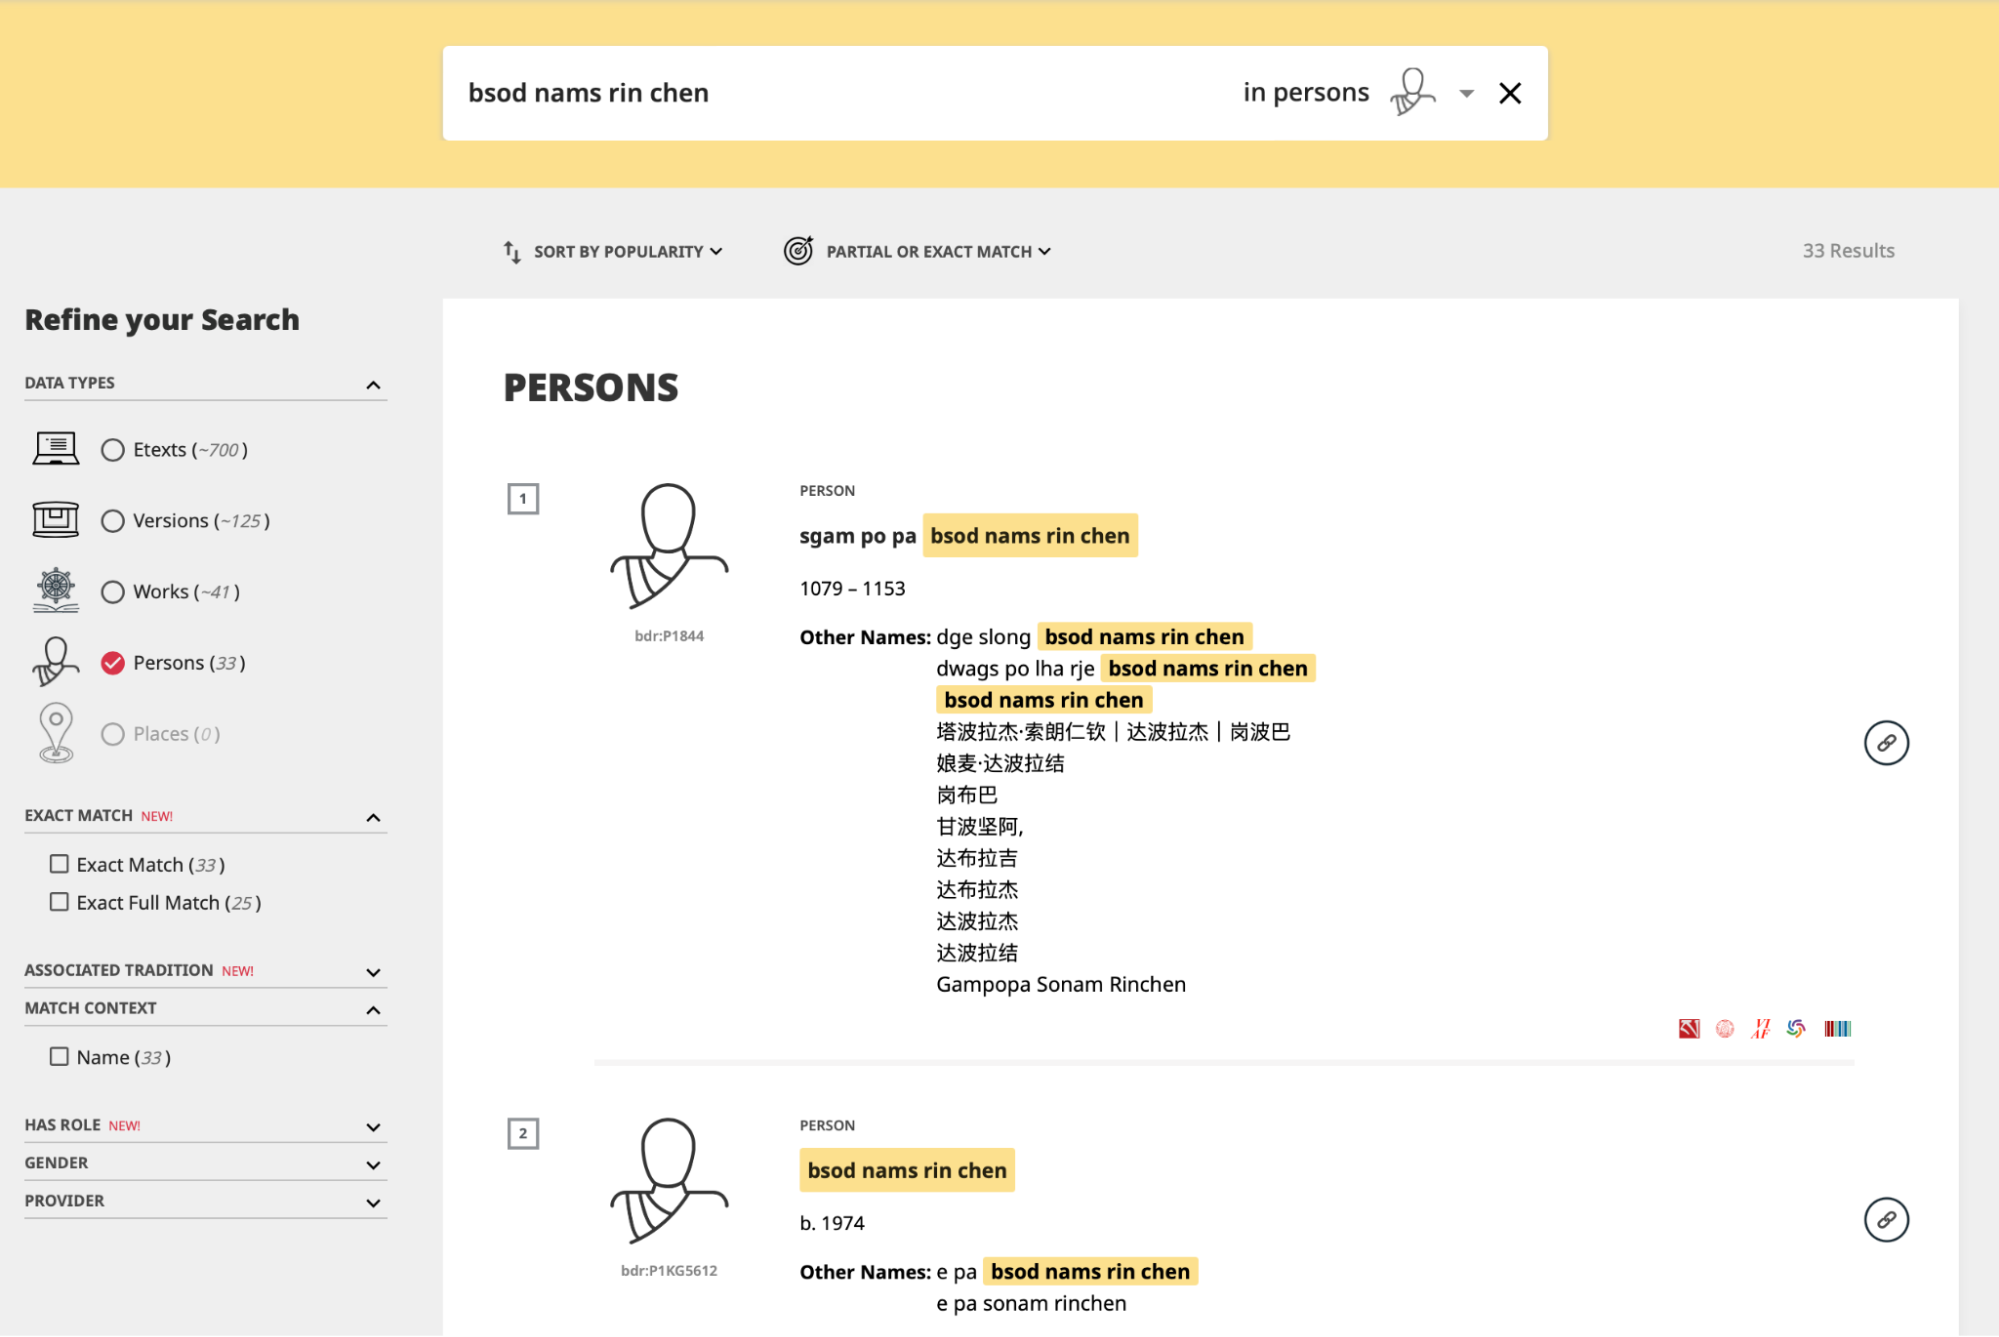 bsod nams rin chen
in persons
SORT BY POPULARITY
PARTIAL OR EXACT MATCH
33 Results
Refine your Search
DATA TYPES
Etexts (~700)
Versions (~125)
Works (~41)
Persons (33)
Places (0)
EXACT MATCH NEW!
Exact Match (33)
Exact Full Match (25)
ASSOCIATED TRADITION NEW!
MATCH CONTEXT
Name (33)
HAS ROLE NEW!
GENDER
PROVIDER
PERSONS
1
bdr:P1844
PERSON
sgam po pa bsod nams rin chen
1079 – 1153
Other Names: dge slong bsod nams rin chen
dwags po lha rje bsod nams rin chen
bsod nams rin chen
塔波拉杰·索朗仁钦｜达波拉杰｜岗波巴
娘麦·达波拉结
岗布巴
甘波坚阿,
达布拉吉
达布拉杰
达波拉杰
达波拉结
Gampopa Sonam Rinchen
VIAF
2
bdr:P1KG5612
PERSON
bsod nams rin chen
b. 1974
Other Names: e pa bsod nams rin chen
e pa sonam rinchen